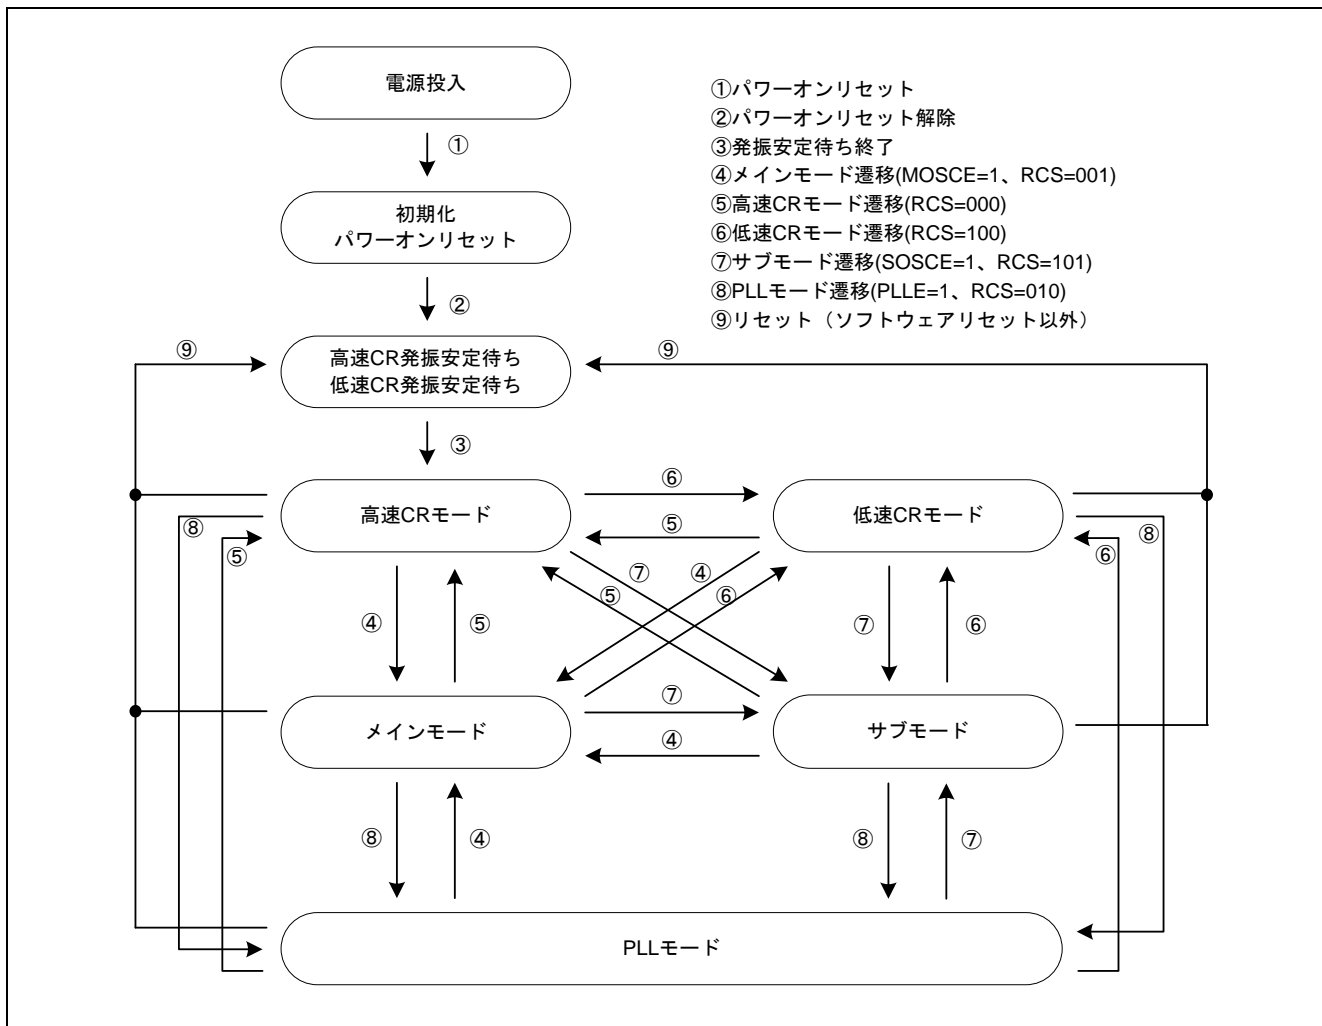 電源投入
①
初期化
パワーオンリセット
②
⑨
高速CR発振安定待ち
低速CR発振安定待ち
⑨
③
①パワーオンリセット
②パワーオンリセット解除
③発振安定待ち終了
④メインモード遷移(MOSCE=1、RCS=001)
⑤高速CRモード遷移(RCS=000)
⑥低速CRモード遷移(RCS=100)
⑦サブモード遷移(SOSCE=1、RCS=101)
⑧PLLモード遷移(PLLE=1、RCS=010)
⑨リセット（ソフトウェアリセット以外）
高速CRモード
⑥
⑤
低速CRモード
⑧
⑤
⑧
⑥
⑦
④
⑤
⑥
④
⑤
⑦
⑥
メインモード
⑦
④
サブモード
⑧
④
⑧
⑦
PLLモード